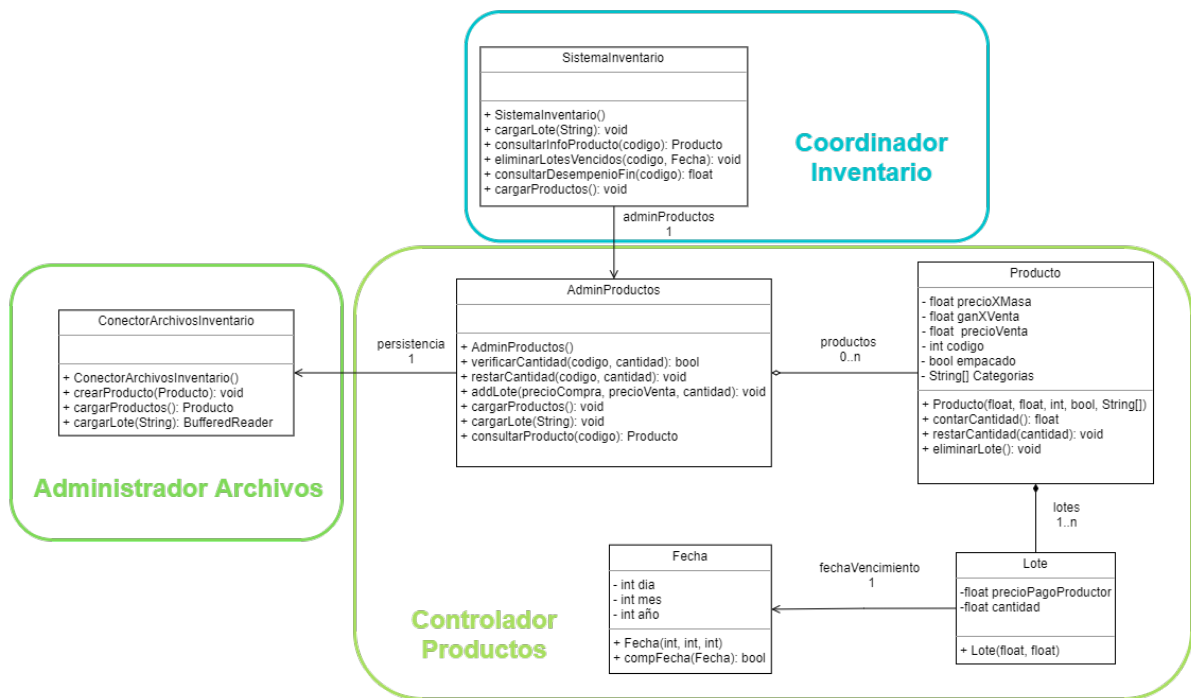 SistemaInventario
+ SistemaInventario()
+ cargarLote(String): void
+ consultarInfoProducto(codigo): Producto
+ eliminarLotesVencidos(codigo, Fecha): void
+ consultarDesempenioFin(codigo): float
+ cargarProductos(): void
Coordinador
Inventario
adminProductos
1
ConectorArchivosInventario
+ ConectorArchivosInventario()
+ crearProducto(Producto): void
+ cargarProductos(): Producto
+ cargarLote(String): BufferedReader
Administrador Archivos
persistencia
1
AdminProductos
+ AdminProductos()
+ verificarCantidad(codigo, cantidad): bool
+ restarCantidad(codigo, cantidad): void
+ addLote(precioCompra, precioVenta, cantidad): void
+ cargarProductos(): void
+ cargarLote(String): void
+ consultarProducto(codigo): Producto
productos
0..n
Producto
- float precioXMasa
- float ganXVenta
- float precioVenta
- int codigo
- bool empacado
- String[] Categorias
+ Producto(float, float, int, bool, String[])
+ contarCantidad(): float
+ restarCantidad(cantidad): void
+ eliminarLote(): void
lotes
1..n
Lote
-float precioPagoProductor
-float cantidad
+ Lote(float, float)
fechaVencimiento
1
Fecha
- int dia
- int mes
- int año
+ Fecha(int, int, int)
+ compFecha(Fecha): bool
Controlador
Productos